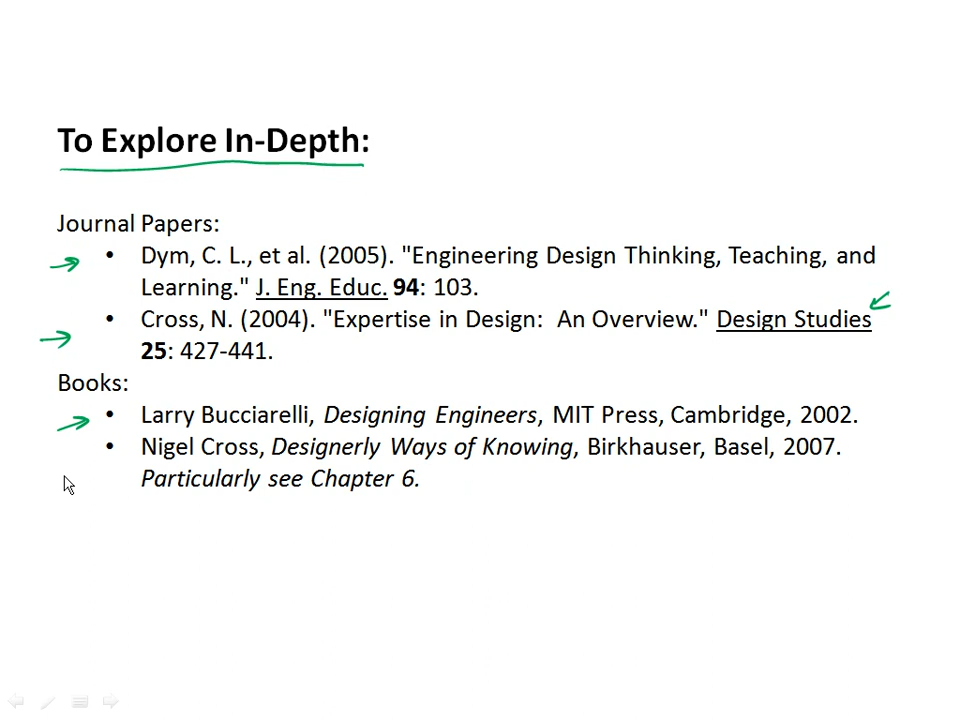 To Explore In-Depth:
Journal Papers:
• Dym, C. L., et al. (2005). "Engineering Design Thinking, Teaching, and
Learning." J. Eng. Educ. 94: 103.
• Cross, N. (2004). "Expertise in Design:  An Overview." Design Studies
25: 427-441.
Books:
• Larry Bucciarelli, Designing Engineers, MIT Press, Cambridge, 2002.
• Nigel Cross, Designerly Ways of Knowing, Birkhauser, Basel, 2007.
Particularly see Chapter 6.